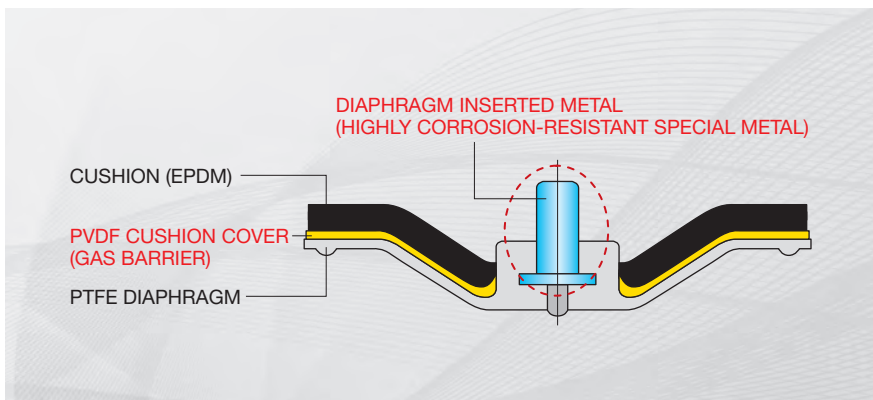 DIAPHRAGM INSERTED METAL
(HIGHLY CORROSION-RESISTANT SPECIAL METAL)
CUSHION (EPDM)
PVDF CUSHION COVER
(GAS BARRIER)
PTFE DIAPHRAGM